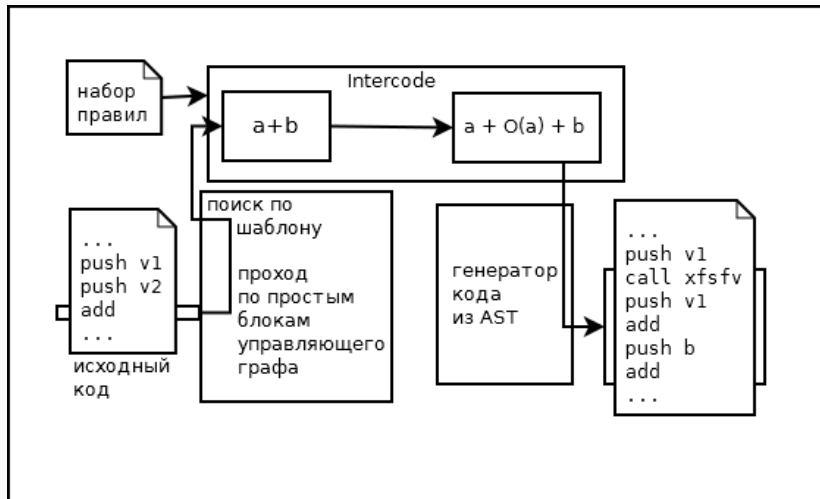 набор
правил
Intercode
a+b
a + O(a) + b
...
push v1
push v2
add
...
исходный
код
поиск по
шаблону
проход
по простым
блокам
управляющего
графа
генератор
кода
из AST
...
push v1
call xfsfv
push v1
add
push b
add
...